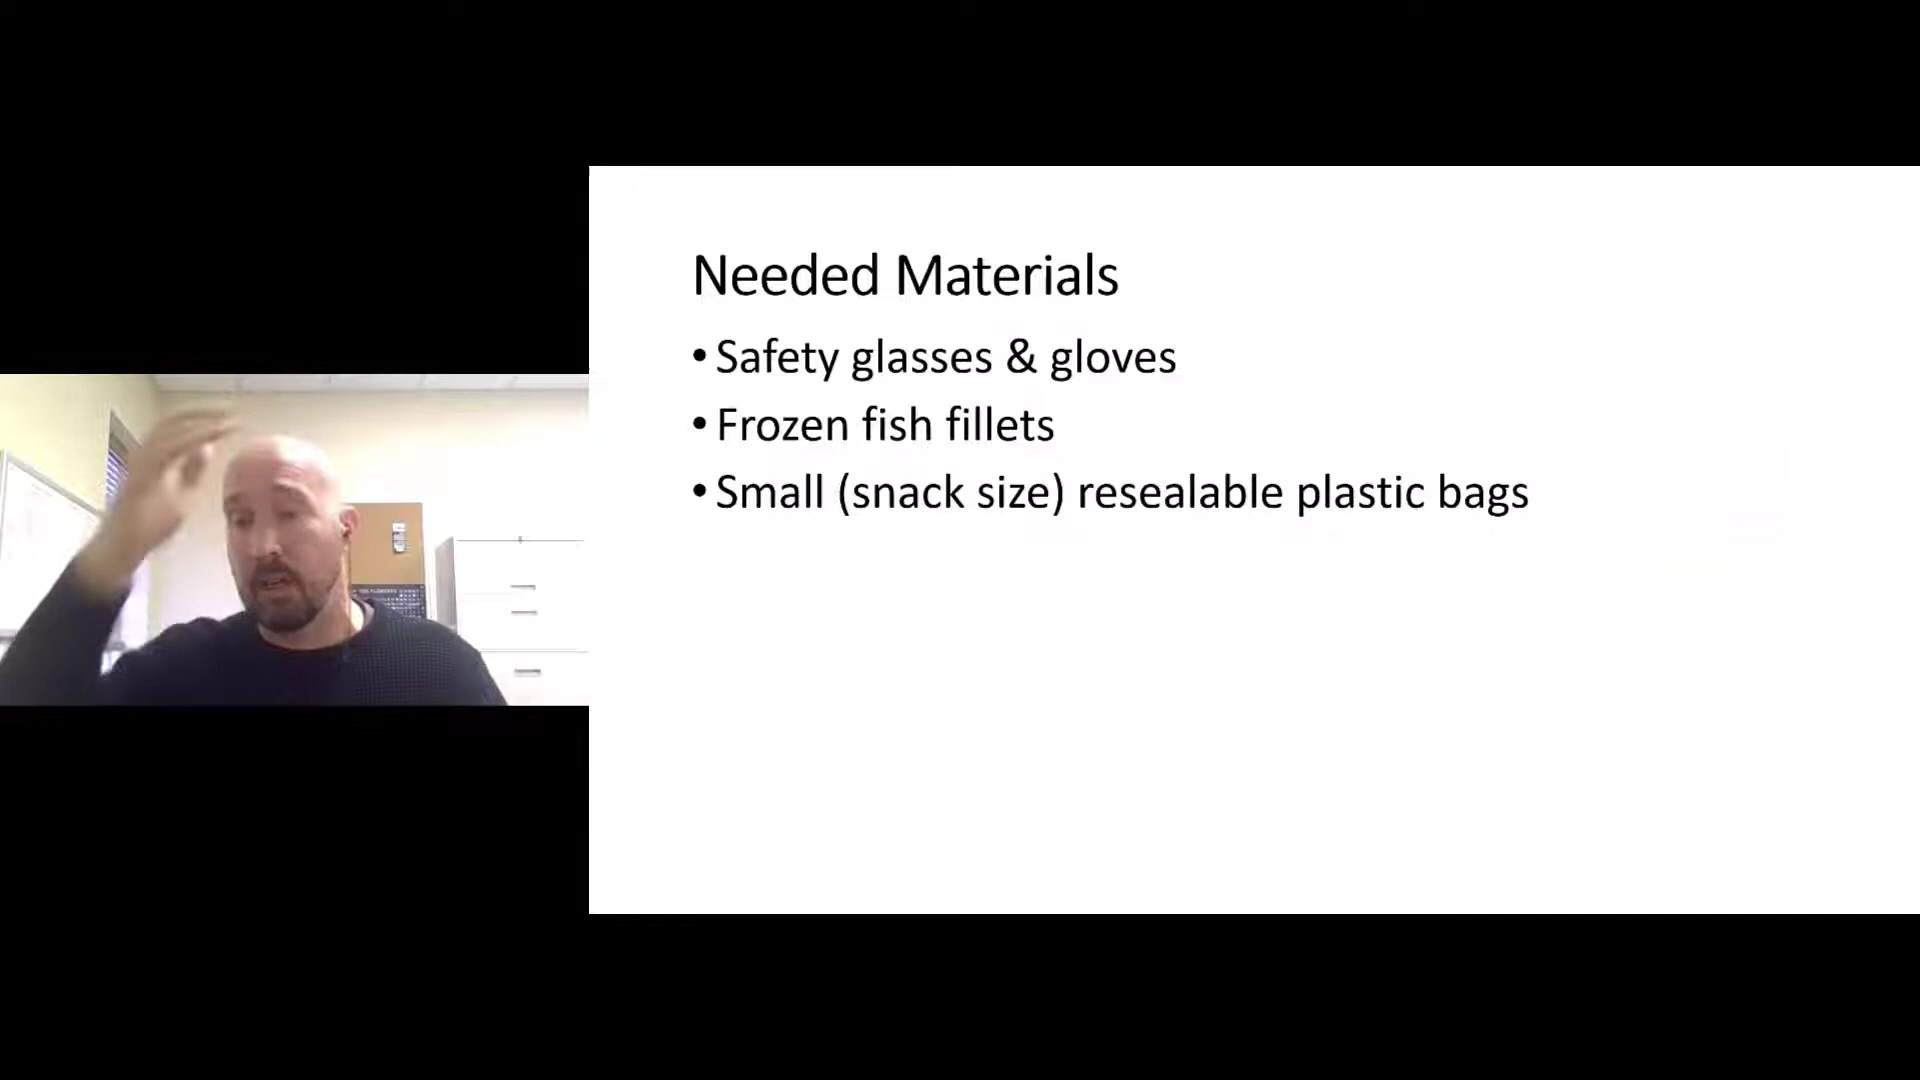 Needed Materials
• Safety glasses & gloves
• Frozen fish fillets
• Small (snack size) resealable plastic bags